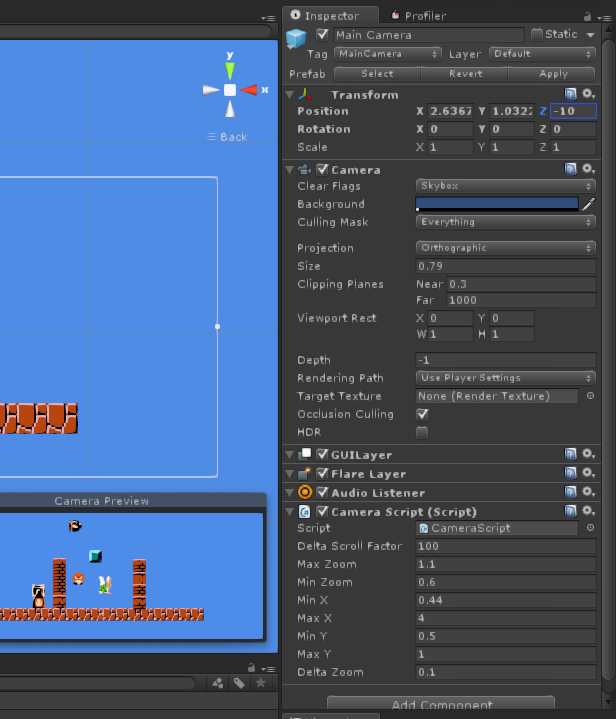 Inspector Profiler
Main Camera Static
Tag MainCamera Layer Default
Prefab Select Revert Apply
Transform
Position X 2.6367 Y 1.0322 Z -10
Rotation X 0 Y 0 Z 0
Scale X 1 Y 1 Z 1
y
x
Back
Camera
Clear Flags Skybox
Background
Culling Mask Everything
Projection Orthographic
Size 0.79
Clipping Planes Near 0.3
Far 1000
Viewport Rect X 0 Y 0
W 1 H 1
Depth -1
Rendering Path Use Player Settings
Target Texture None (Render Texture)
Occlusion Culling
HDR
GUILayer
Flare Layer
Audio Listener
Camera Script (Script)
Script CameraScript
Delta Scroll Factor 100
Max Zoom 1.1
Min Zoom 0.6
Min X 0.44
Max X 4
Min Y 0.5
Max Y 1
Delta Zoom 0.1
Add Component
Camera Preview